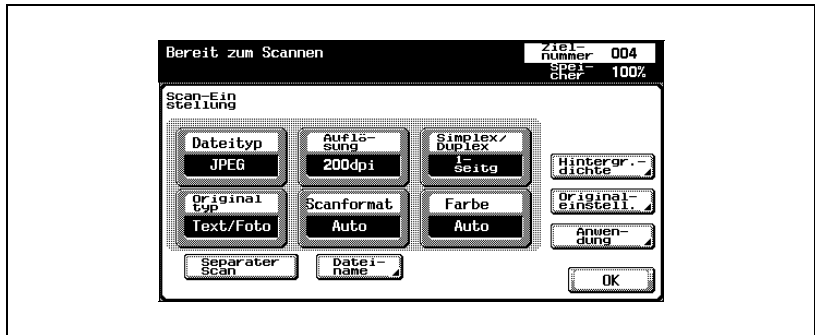 Bereit zum Scannen
Ziel-
nummer 004
Spei-
cher 100%
Scan-Ein
stellung
Dateityp
JPEG
Auflö-
sung
200dpi
Simplex/
Duplex
1-
seitg
Hintergr.-
dichte
Original
typ
Text/Foto
Scanformat
Auto
Farbe
Auto
Original-
einstell.
Anwen-
dung
Separater
Scan
Datei-
name
OK